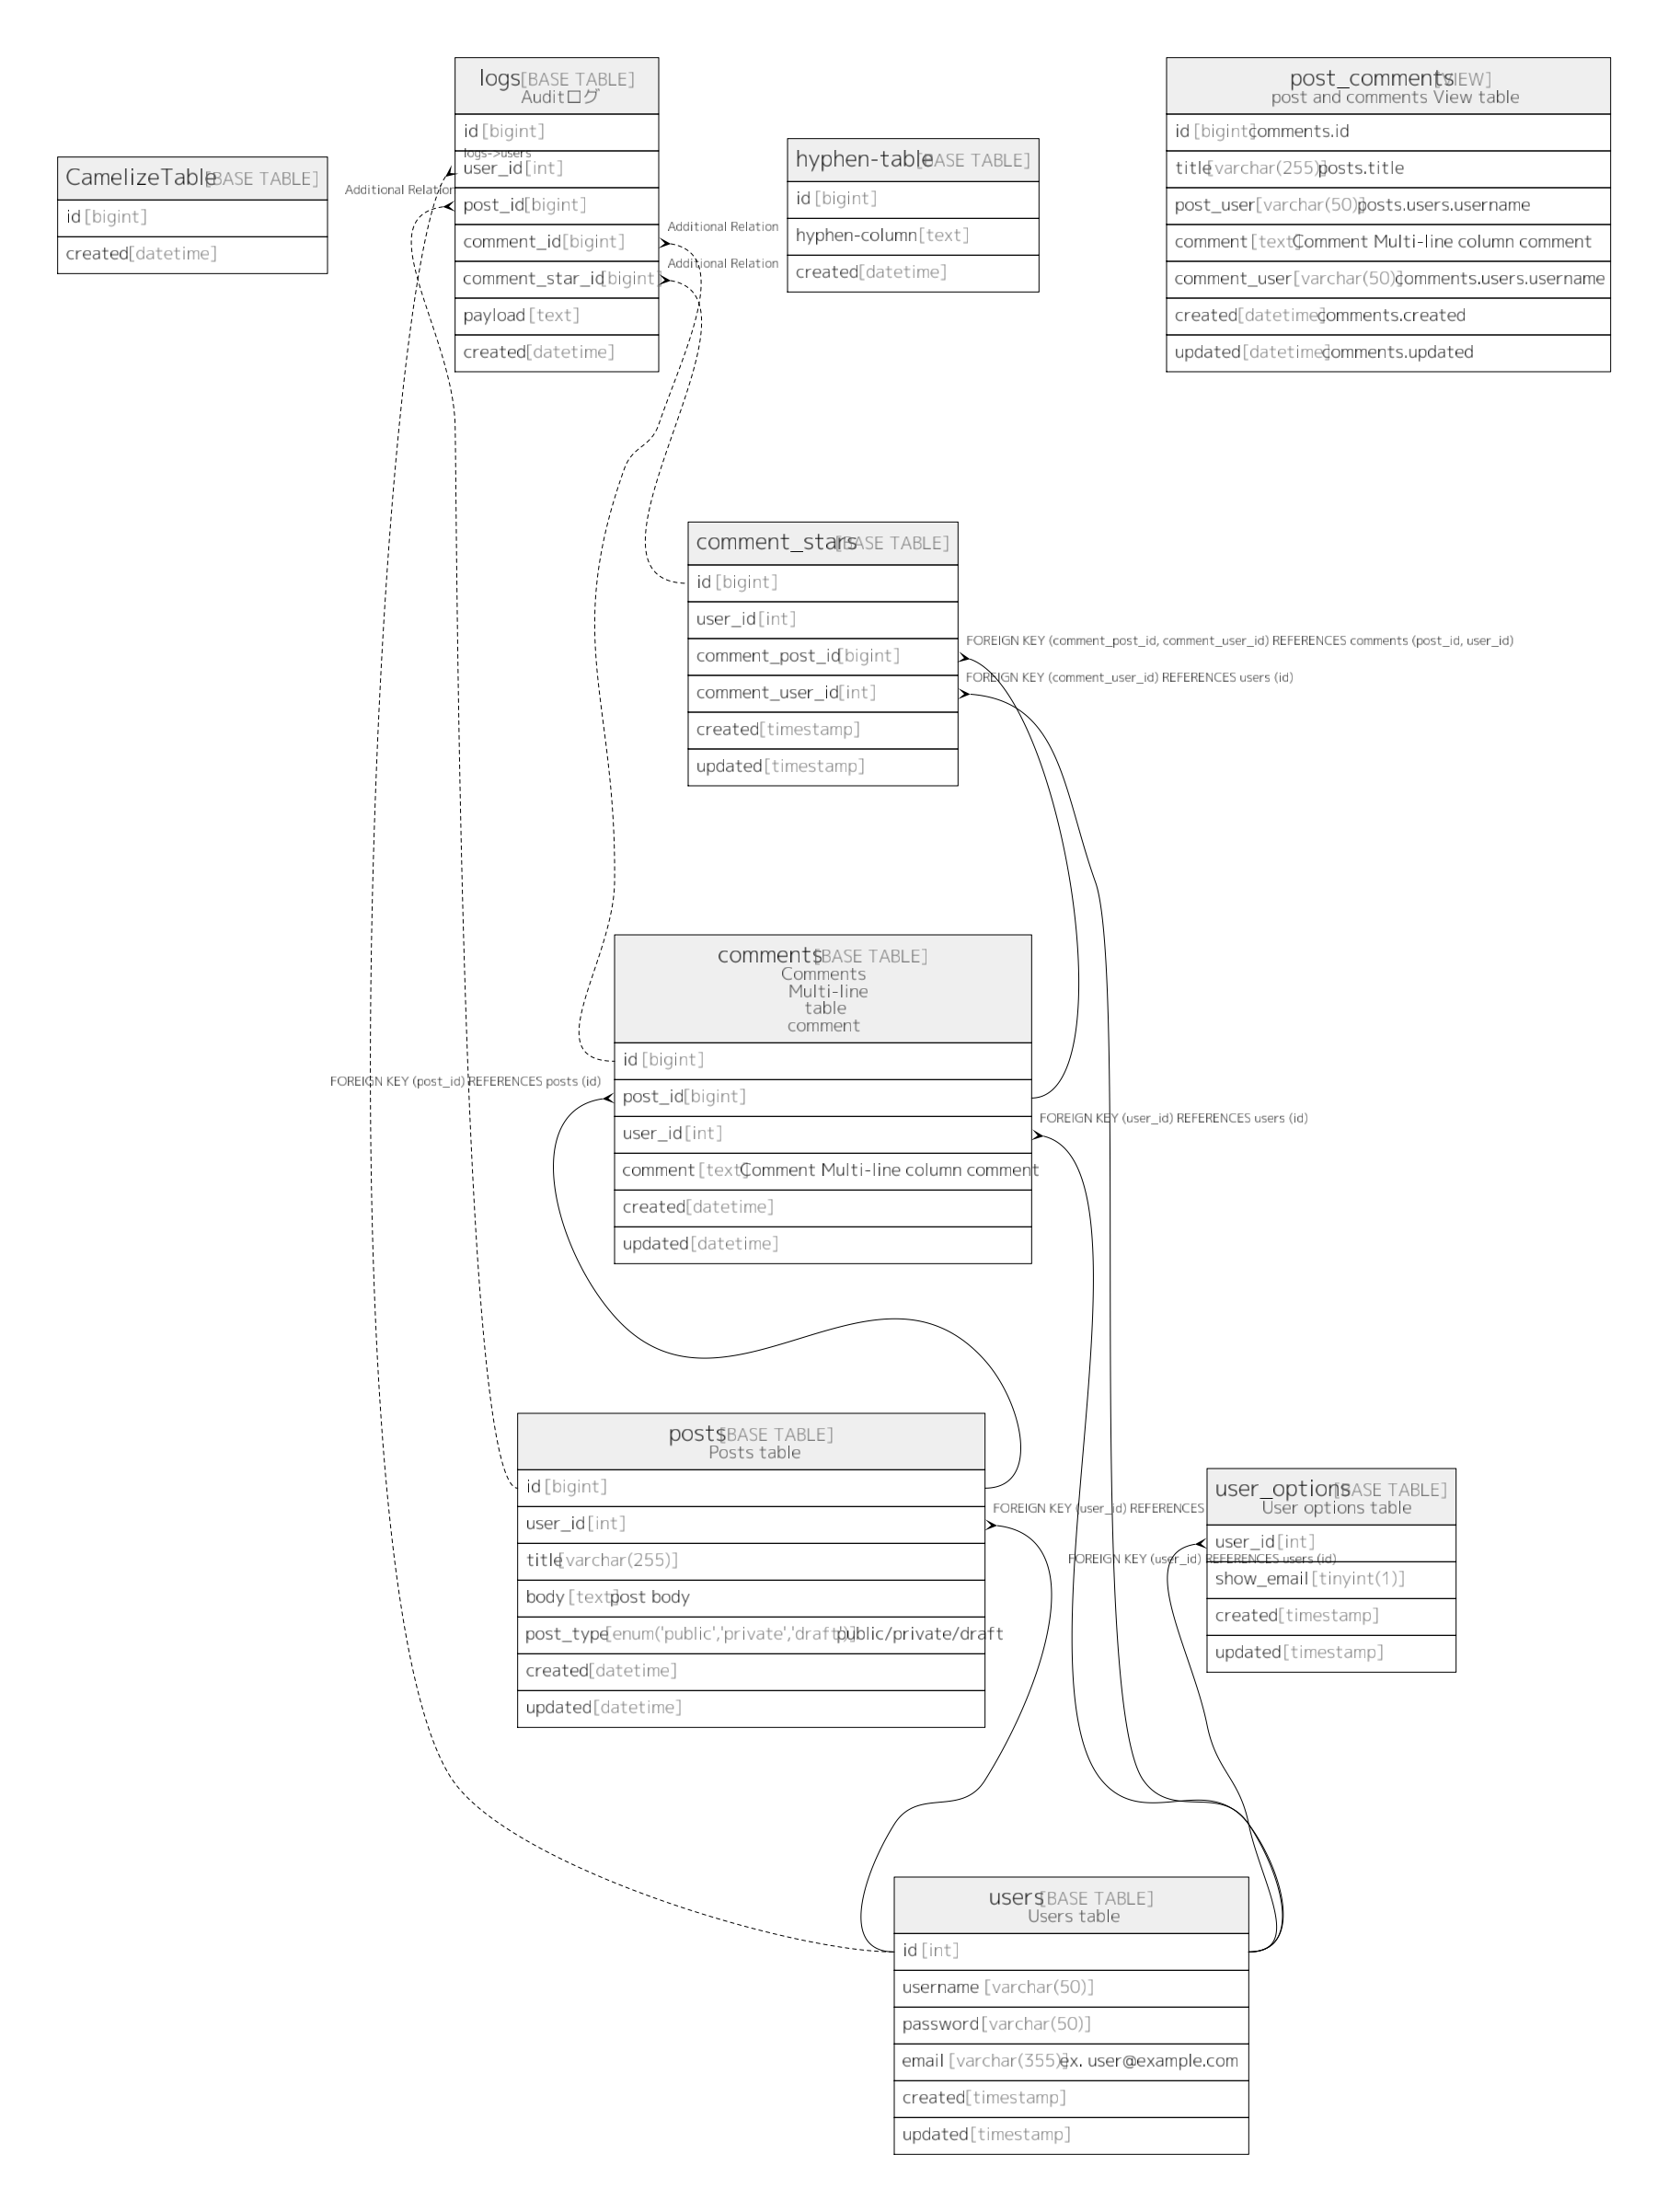 logs [BASE TABLE]
Audit□グ
id [bigint]
logs->users
user_id [int]
Additional Relation
post_id [bigint]
comment_id [bigint]
Additional Relation
comment_star_id [bigint]
Additional Relation
payload [text]
created [datetime]
CamelizeTable [BASE TABLE]
id [bigint]
created [datetime]
hyphen-table [BASE TABLE]
id [bigint]
hyphen-column [text]
created [datetime]
post_comments [VIEW]
post and comments View table
id [bigint] comments.id
title [varchar(255)] posts.title
post_user [varchar(50)] posts.users.username
comment [text] Comment Multi-line column comment
comment_user [varchar(50)] comments.users.username
created [datetime] comments.created
updated [datetime] comments.updated
comment_stars [BASE TABLE]
id [bigint]
user_id [int]
FOREIGN KEY (comment_post_id, comment_user_id) REFERENCES comments (post_id, user_id)
comment_post_id [bigint]
FOREIGN KEY (comment_user_id) REFERENCES users (id)
comment_user_id [int]
created [timestamp]
updated [timestamp]
comments [BASE TABLE]
Comments
Multi-line
table
comment
id [bigint]
FOREIGN KEY (post_id) REFERENCES posts (id)
post_id [bigint]
FOREIGN KEY (user_id) REFERENCES users (id)
user_id [int]
comment [text] Comment Multi-line column comment
created [datetime]
updated [datetime]
posts [BASE TABLE]
Posts table
id [bigint]
FOREIGN KEY (user_id) REFERENCES
user_id [int]
title [varchar(255)]
body [text] post body
post_type [enum('public','private','draft')] public/private/draft
created [datetime]
updated [datetime]
user_options [BASE TABLE]
User options table
user_id [int]
FOREIGN KEY (user_id) REFERENCES users (id)
show_email [tinyint(1)]
created [timestamp]
updated [timestamp]
users [BASE TABLE]
Users table
id [int]
username [varchar(50)]
password [varchar(50)]
email [varchar(355)] ex. user@example.com
created [timestamp]
updated [timestamp]